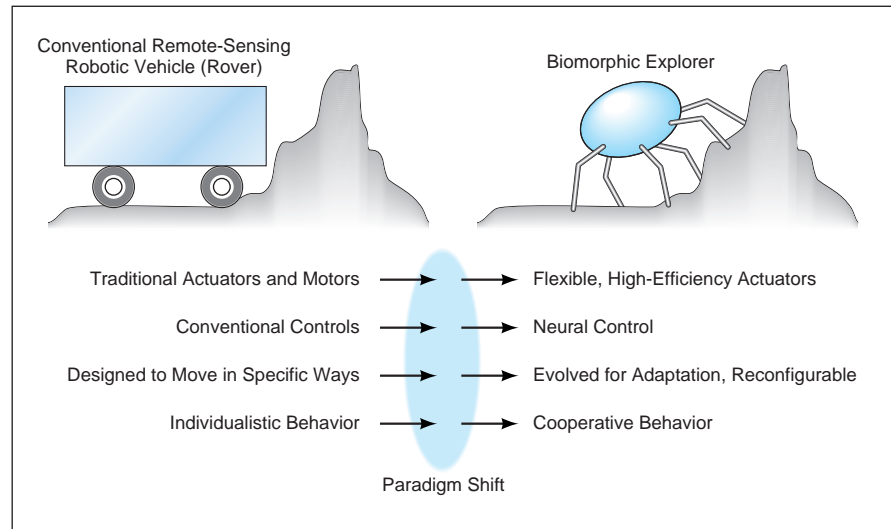 Conventional Remote-Sensing
Robotic Vehicle (Rover)
Biomorphic Explorer
Traditional Actuators and Motors
Flexible, High-Efficiency Actuators
Conventional Controls
Neural Control
Designed to Move in Specific Ways
Evolved for Adaptation, Reconfigurable
Individualistic Behavior
Cooperative Behavior
Paradigm Shift